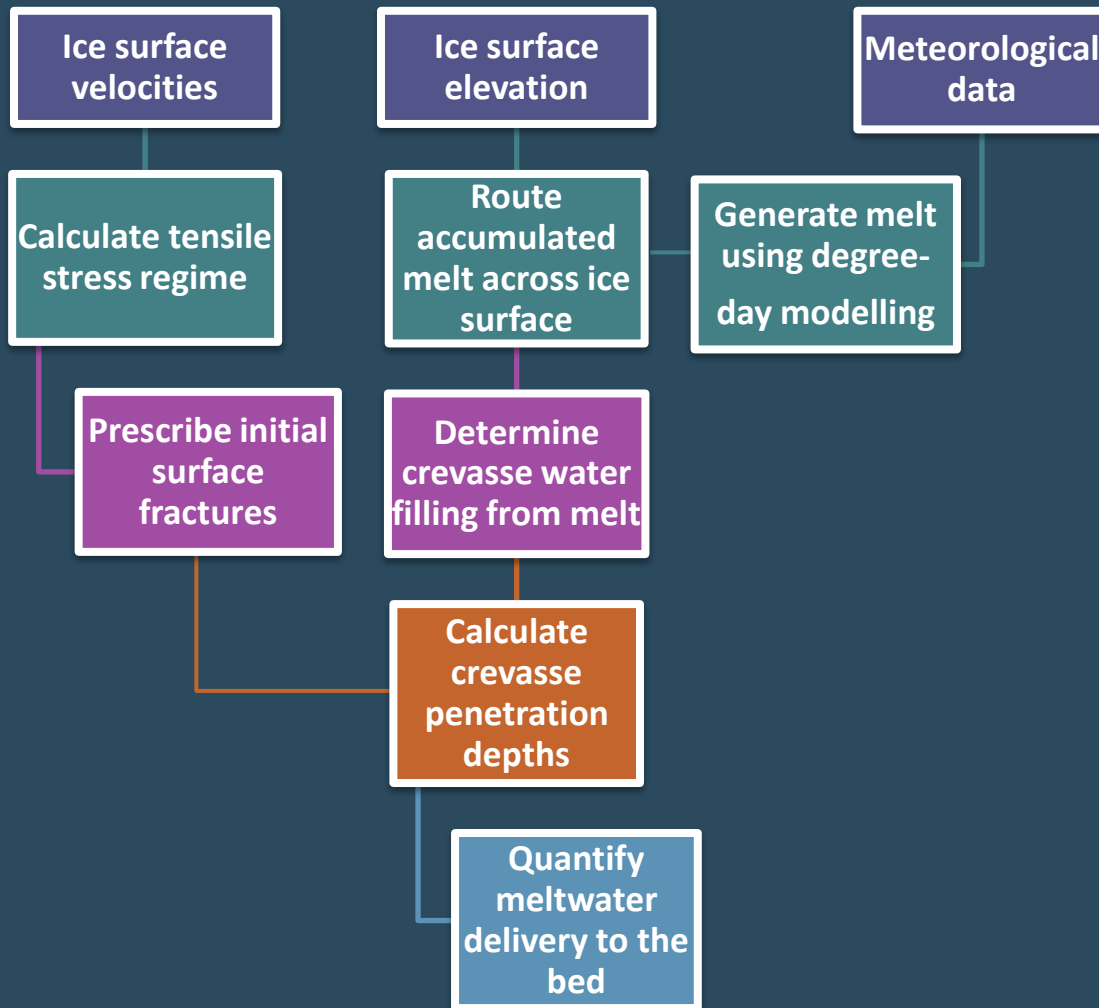 Ice surface
velocities
Ice surface
elevation
Meteorological
data
Calculate tensile
stress regime
Route
accumulated
melt across ice
surface
Generate melt
using degree-
day modelling
Prescribe initial
surface
fractures
Determine
crevasse water
filling from melt
Calculate
crevasse
penetration
depths
Quantify
meltwater
delivery to the
bed